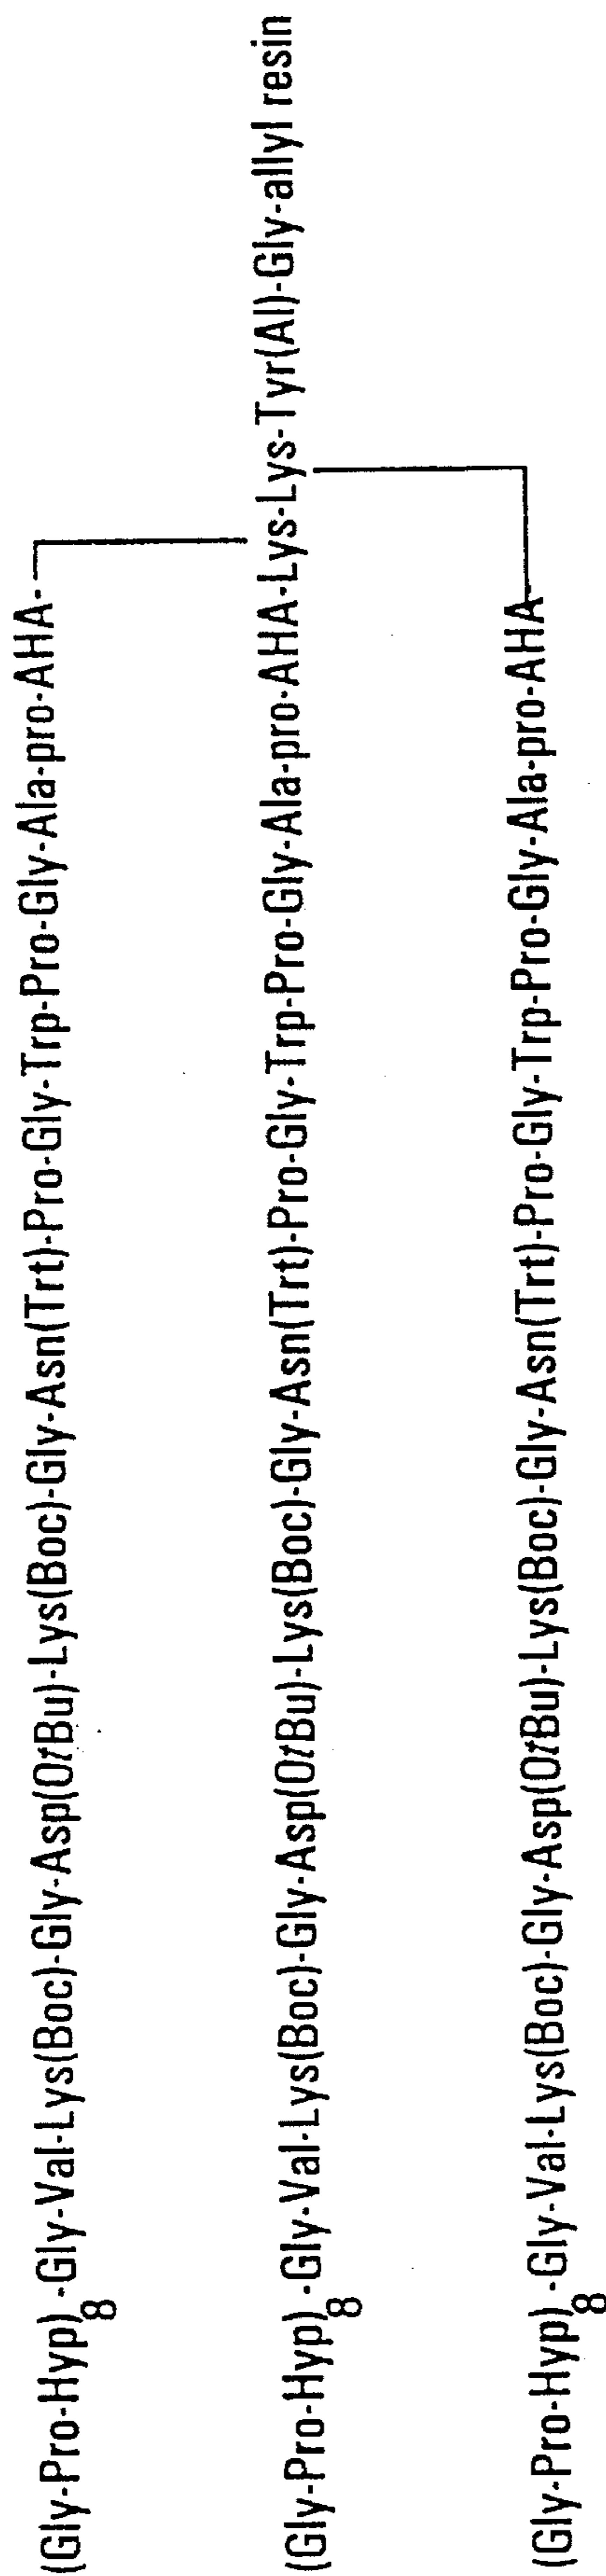 (Gly-Pro-Hyp)8-Gly-Val-Lys(Boc)-Gly-Asp(OtBu)-Lys(Boc)-Gly-Asn(Trt)-Pro-Gly-Trp-Pro-Gly-Ala-pro-AHA-
(Gly-Pro-Hyp)8-Gly-Val-Lys(Boc)-Gly-Asp(OtBu)-Lys(Boc)-Gly-Asn(Trt)-Pro-Gly-Trp-Pro-Gly-Ala-pro-AHA-Lys-Lys-Tyr(Al)-Gly-allyl resin
(Gly-Pro-Hyp)8-Gly-Val-Lys(Boc)-Gly-Asp(OtBu)-Lys(Boc)-Gly-Asn(Trt)-Pro-Gly-Trp-Pro-Gly-Ala-pro-AHA